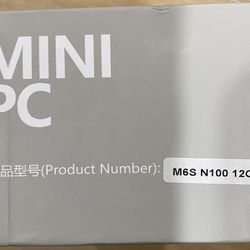 MINI
PC
品型号(Product Number): M6S N100 12G